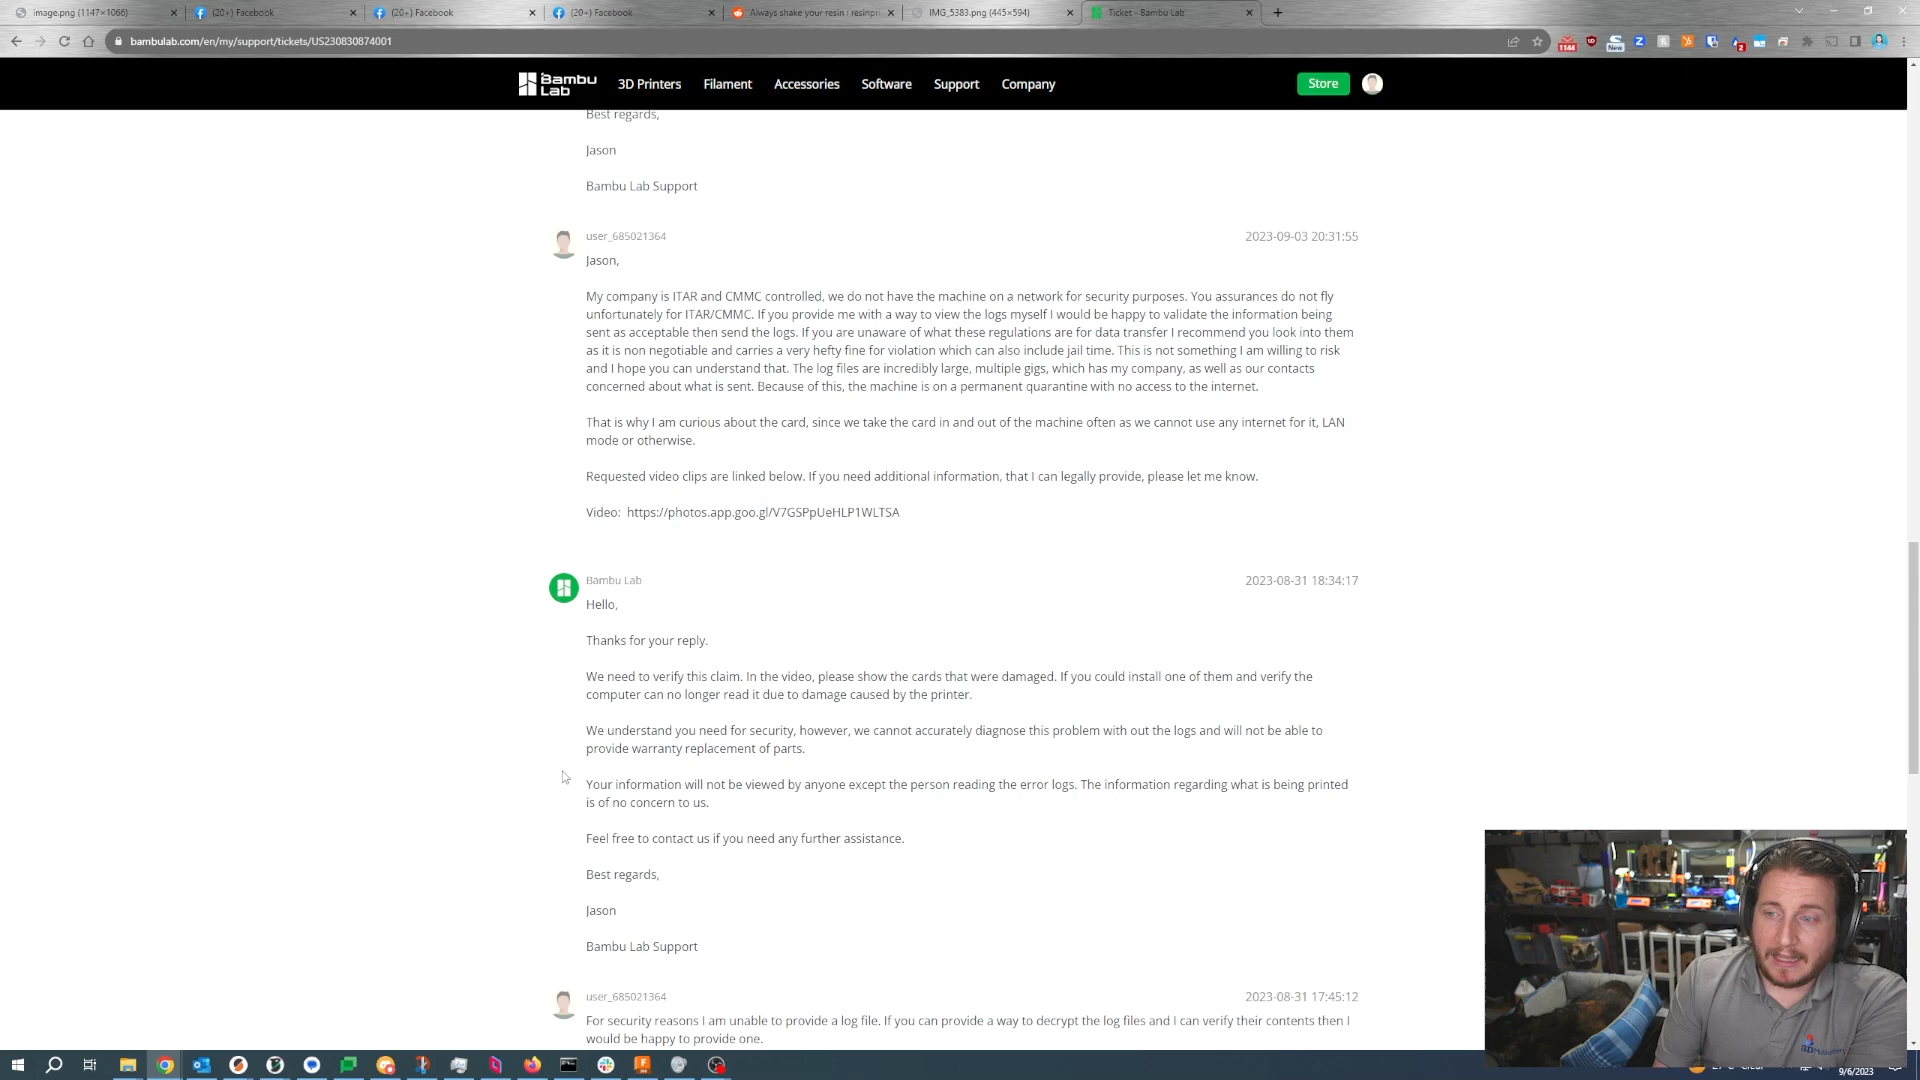 image.png (1147×1066)
(20+) Facebook
(20+) Facebook
(20+) Facebook
Always shake your resin : resinpri
IMG_5383.png (445×594)
Ticket - Bambu Lab
bambulab.com/en/my/support/tickets/US230830874001
1144
New
2
Bambu Lab
3D Printers
Filament
Accessories
Software
Support
Company
Store
Best regards,
Jason
Bambu Lab Support
user_685021364
2023-09-03 20:31:55
Jason,
My company is ITAR and CMMC controlled, we do not have the machine on a network for security purposes. You assurances do not fly
unfortunately for ITAR/CMMC. If you provide me with a way to view the logs myself I would be happy to validate the information being
sent as acceptable then send the logs. If you are unaware of what these regulations are for data transfer I recommend you look into them
as it is non negotiable and carries a very hefty fine for violation which can also include jail time. This is not something I am willing to risk
and I hope you can understand that. The log files are incredibly large, multiple gigs, which has my company, as well as our contacts
concerned about what is sent. Because of this, the machine is on a permanent quarantine with no access to the internet.
That is why I am curious about the card, since we take the card in and out of the machine often as we cannot use any internet for it, LAN
mode or otherwise.
Requested video clips are linked below. If you need additional information, that I can legally provide, please let me know.
Video: https://photos.app.goo.gl/V7GSPpUeHLP1WLTSA
Bambu Lab
2023-08-31 18:34:17
Hello,
Thanks for your reply.
We need to verify this claim. In the video, please show the cards that were damaged. If you could install one of them and verify the
computer can no longer read it due to damage caused by the printer.
We understand you need for security, however, we cannot accurately diagnose this problem with out the logs and will not be able to
provide warranty replacement of parts.
Your information will not be viewed by anyone except the person reading the error logs. The information regarding what is being printed
is of no concern to us.
Feel free to contact us if you need any further assistance.
Best regards,
Jason
Bambu Lab Support
user_685021364
2023-08-31 17:45:12
For security reasons I am unable to provide a log file. If you can provide a way to decrypt the log files and I can verify their contents then I
would be happy to provide one.
9/6/2023